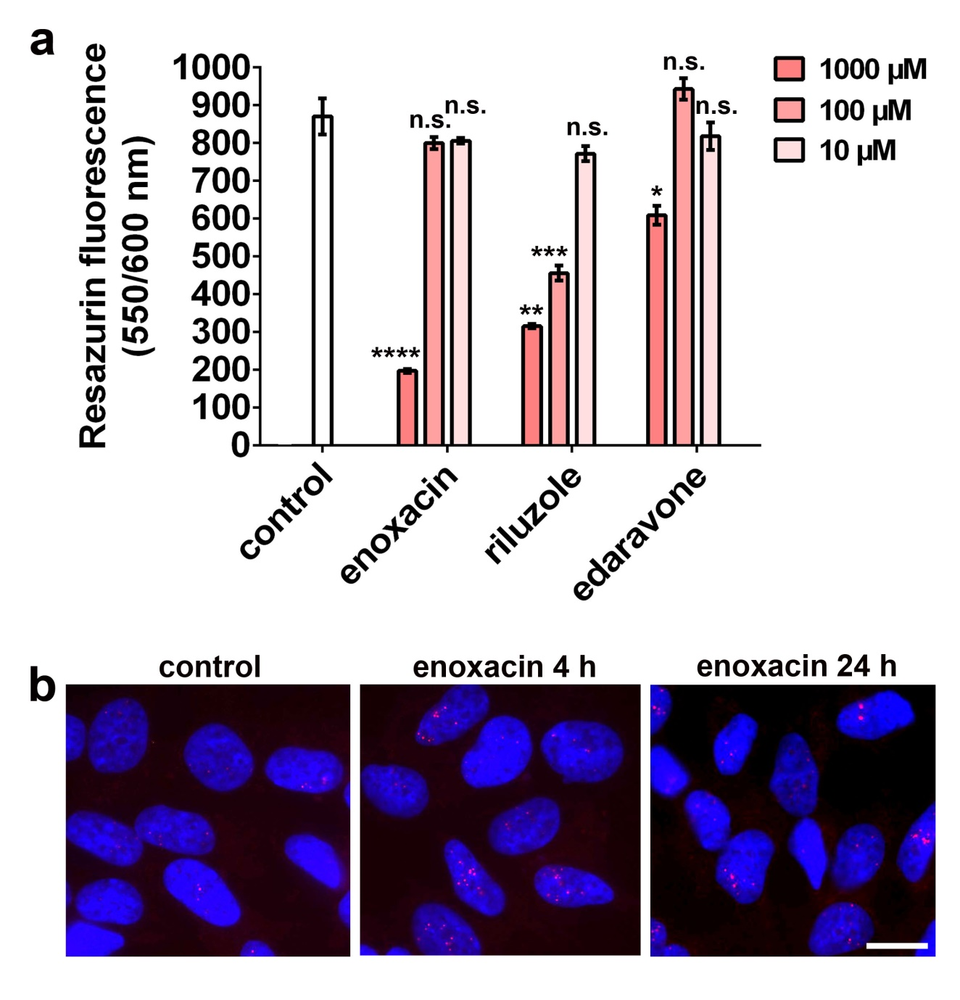 a
Resazurin fluorescence
(550/600 nm)
1000
900
800
700
600
500
400
300
200
100
0
****
n.s.
n.s.
**
***
n.s.
*
n.s.
n.s.
1000 µM
100 µM
10 µM
control
enoxacin
riluzole
edaravone
b
control
enoxacin 4 h
enoxacin 24 h